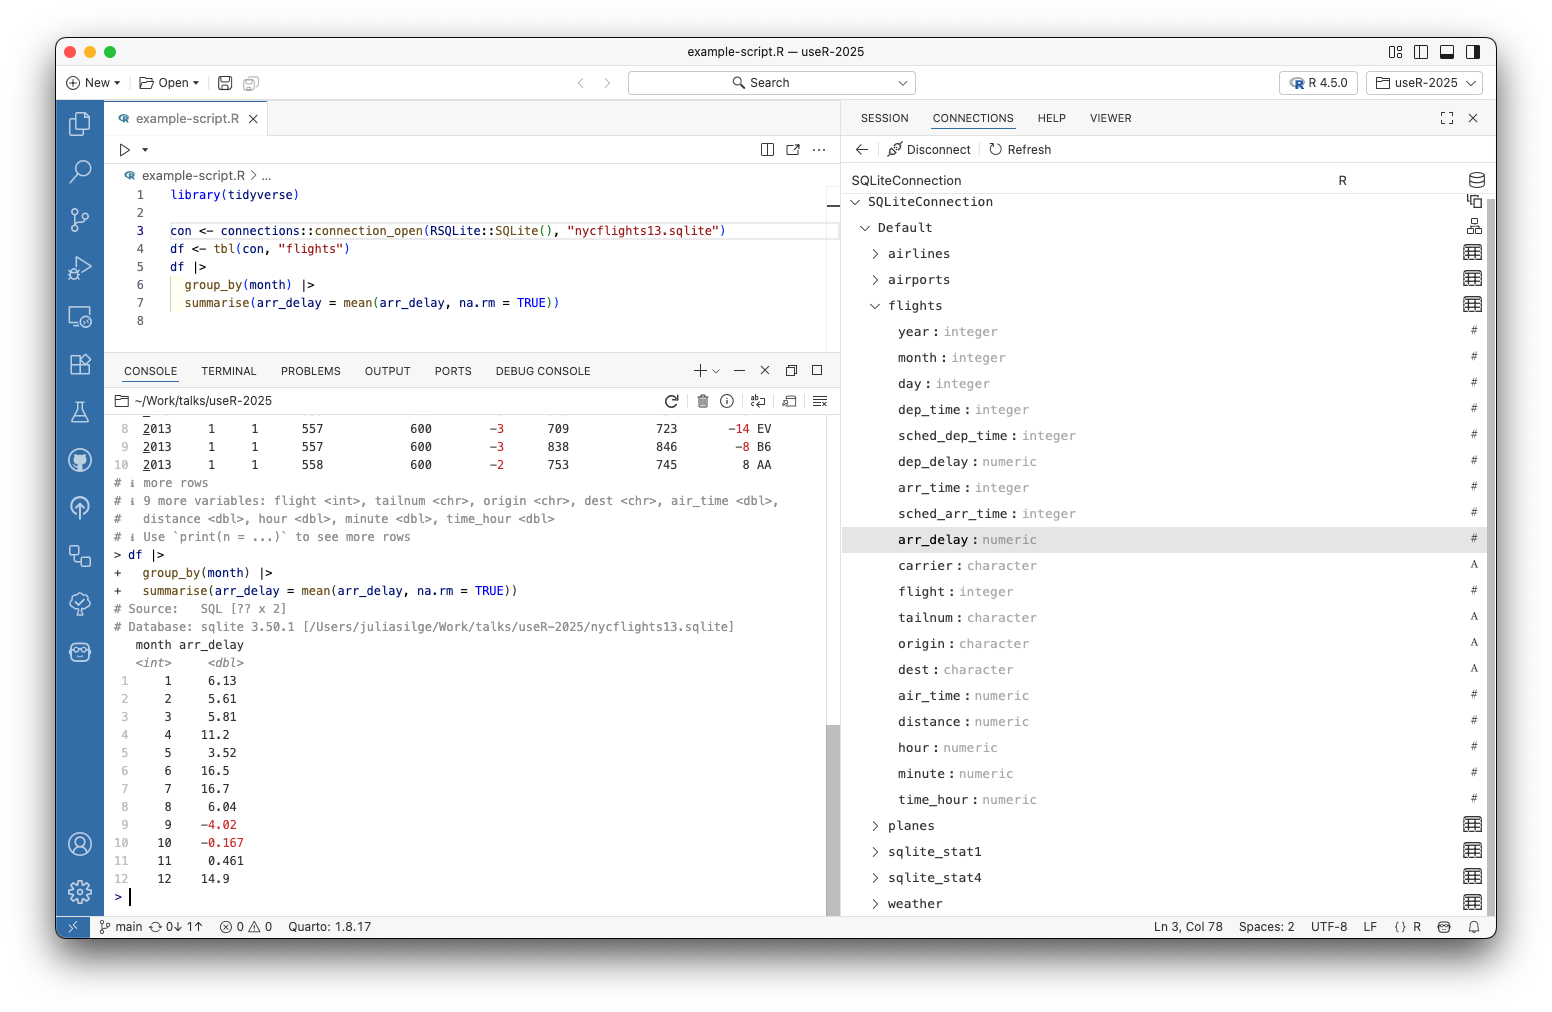 example-script.R — useR-2025
New
Open
Search
R 4.5.0
useR-2025
example-script.R
example-script.R > ...
1 library(tidyverse)
2
3 con <- connections::connection_open(RSQLite::SQLite(), "nycflights13.sqlite")
4 df <- tbl(con, "flights")
5 df |>
6 group_by(month) |>
7 summarise(arr_delay = mean(arr_delay, na.rm = TRUE))
8
CONSOLE TERMINAL PROBLEMS OUTPUT PORTS DEBUG CONSOLE
~/Work/talks/useR-2025
8 2013 1 1 557 600 -3 709 723 -14 EV
9 2013 1 1 557 600 -3 838 846 -8 B6
10 2013 1 1 558 600 -2 753 745 8 AA
# ℹ more rows
# ℹ 9 more variables: flight <int>, tailnum <chr>, origin <chr>, dest <chr>, air_time <dbl>,
# distance <dbl>, hour <dbl>, minute <dbl>, time_hour <dbl>
# ℹ Use `print(n = ...)` to see more rows
> df |>
+ group_by(month) |>
+ summarise(arr_delay = mean(arr_delay, na.rm = TRUE))
# Source: SQL [?? x 2]
# Database: sqlite 3.50.1 [/Users/juliasilge/Work/talks/useR-2025/nycflights13.sqlite]
month arr_delay
<int> <dbl>
1 1 6.13
2 2 5.61
3 3 5.81
4 4 11.2
5 5 3.52
6 6 16.5
7 7 16.7
8 8 6.04
9 9 -4.02
10 10 -0.167
11 11 0.461
12 12 14.9
>
SESSION CONNECTIONS HELP VIEWER
Disconnect Refresh
SQLiteConnection R
SQLiteConnection
Default
airlines
airports
flights
year : integer #
month : integer #
day : integer #
dep_time : integer #
sched_dep_time : integer #
dep_delay : numeric #
arr_time : integer #
sched_arr_time : integer #
arr_delay : numeric #
carrier : character A
flight : integer #
tailnum : character A
origin : character A
dest : character A
air_time : numeric #
distance : numeric #
hour : numeric #
minute : numeric #
time_hour : numeric #
planes
sqlite_stat1
sqlite_stat4
weather
main 0↓ 1↑ 0 0 Quarto: 1.8.17
Ln 3, Col 78 Spaces: 2 UTF-8 LF {} R